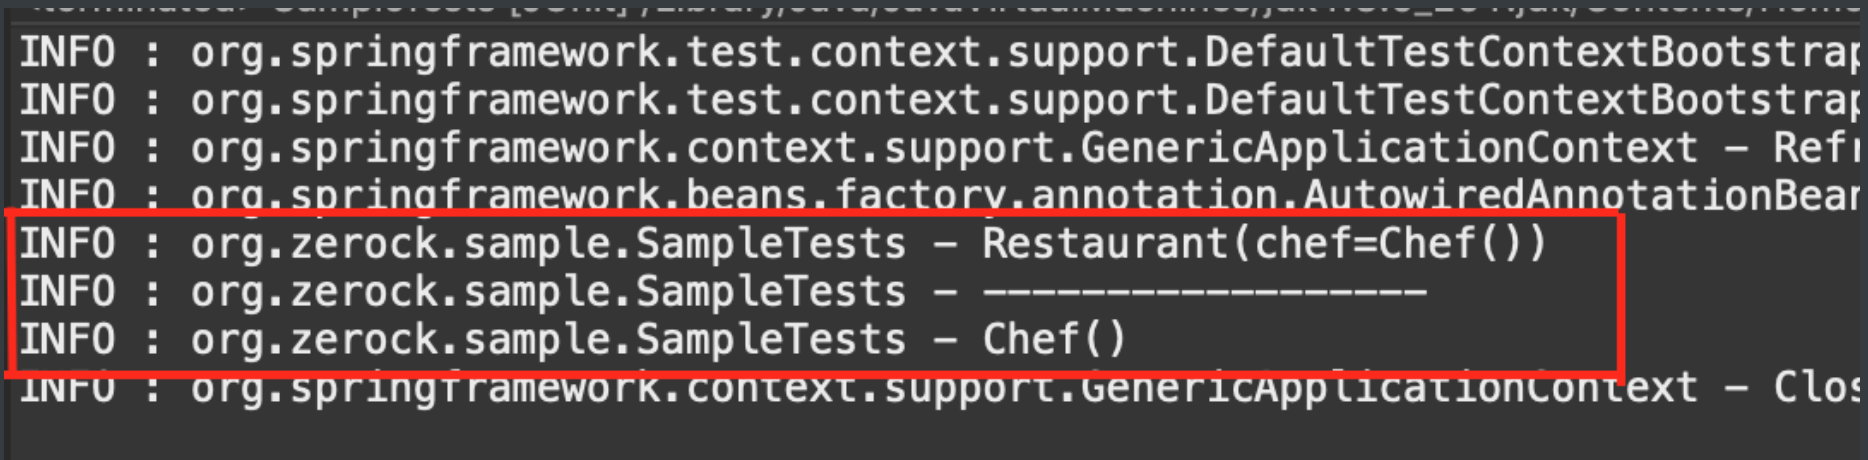 INFO : org.springframework.test.context.support.DefaultTestContextBootstrap
INFO : org.springframework.test.context.support.DefaultTestContextBootstrap
INFO : org.springframework.context.support.GenericApplicationContext – Refr
INFO : org.springframework.beans.factory.annotation.AutowiredAnnotationBean
INFO : org.zerock.sample.SampleTests – Restaurant(chef=Chef())
INFO : org.zerock.sample.SampleTests – ------------------
INFO : org.zerock.sample.SampleTests – Chef()
INFO : org.springframework.context.support.GenericApplicationContext – Clos